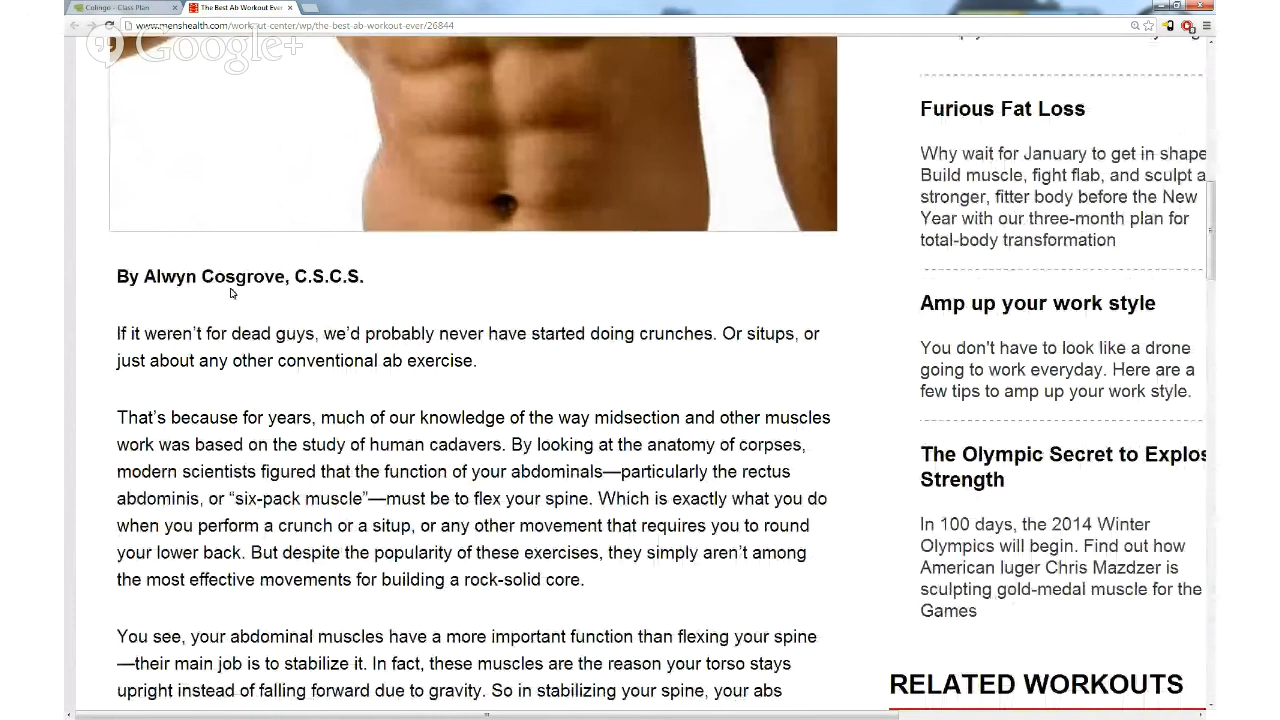 Colingo - Class Plan
The Best Ab Workout Ever
www.menshealth.com/workout-center/wp/the-best-ab-workout-ever/26844
Google+
By Alwyn Cosgrove, C.S.C.S.
If it weren't for dead guys, we'd probably never have started doing crunches. Or situps, or
just about any other conventional ab exercise.
That's because for years, much of our knowledge of the way midsection and other muscles
work was based on the study of human cadavers. By looking at the anatomy of corpses,
modern scientists figured that the function of your abdominals—particularly the rectus
abdominis, or “six-pack muscle”—must be to flex your spine. Which is exactly what you do
when you perform a crunch or a situp, or any other movement that requires you to round
your lower back. But despite the popularity of these exercises, they simply aren't among
the most effective movements for building a rock-solid core.
You see, your abdominal muscles have a more important function than flexing your spine
—their main job is to stabilize it. In fact, these muscles are the reason your torso stays
upright instead of falling forward due to gravity. So in stabilizing your spine, your abs
Furious Fat Loss
Why wait for January to get in shape
Build muscle, fight flab, and sculpt a
stronger, fitter body before the New
Year with our three-month plan for
total-body transformation
Amp up your work style
You don't have to look like a drone
going to work everyday. Here are a
few tips to amp up your work style.
The Olympic Secret to Explos
Strength
In 100 days, the 2014 Winter
Olympics will begin. Find out how
American luger Chris Mazdzer is
sculpting gold-medal muscle for the
Games
RELATED WORKOUTS